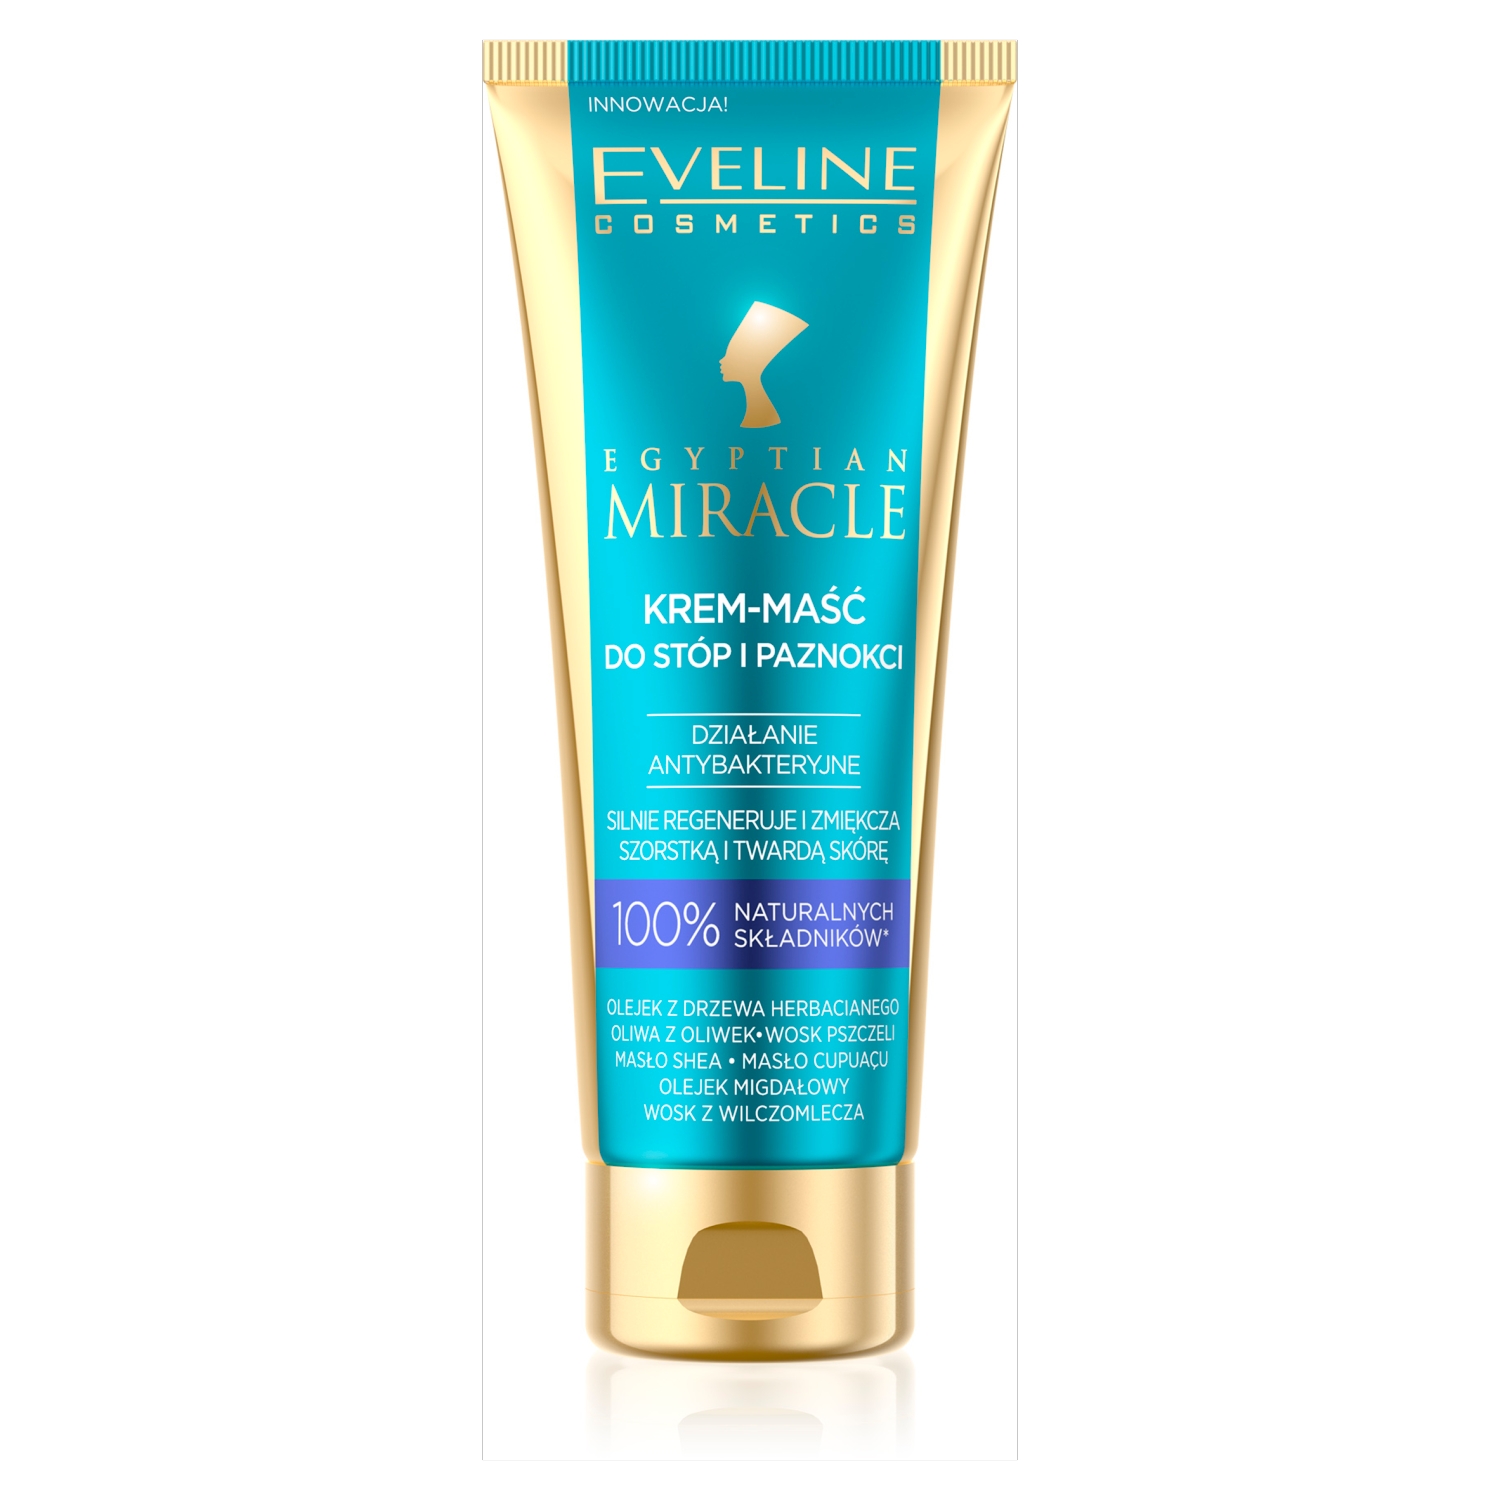 INNOWACJA!
EVELINE
COSMETICS
EGYPTIAN
MIRACLE
KREM-MAŚĆ
DO STÓP I PAZNOKCI
DZIAŁANIE
ANTYBAKTERYJNE
SILNIE REGENERUJE I ZMIĘKCZA
SZORSTKĄ I TWARDĄ SKÓRĘ
100% NATURALNYCH
SKŁADNIKÓW*
OLEJEK Z DRZEWA HERBACIANEGO
OLIWA Z OLIWEK • WOSK PSZCZELI
MASŁO SHEA • MASŁO CUPUAÇU
OLEJEK MIGDAŁOWY
WOSK Z WILCZOMLECZA